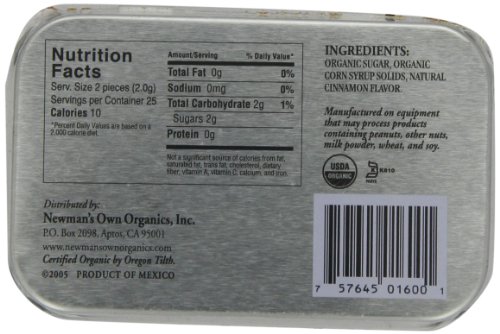 Nutrition
Facts
Serv. Size 2 pieces (2.0g)
Servings per Container 25
Calories 10
*Percent Daily Values are based on a
2,000 calorie diet.
Amount/Serving % Daily Value*
Total Fat 0g 0%
Sodium 0mg 0%
Total Carbohydrate 2g 1%
Sugars 2g
Protein 0g
Not a significant source of calories from fat,
saturated fat, trans fat, cholesterol, dietary
fiber, vitamin A, vitamin C, calcium, and iron.
INGREDIENTS:
ORGANIC SUGAR, ORGANIC
CORN SYRUP SOLIDS, NATURAL
CINNAMON FLAVOR.
Manufactured on equipment
that may process products
containing peanuts, other nuts,
milk powder, wheat, and soy.
USDA
ORGANIC
K810
PARVE
Distributed by:
Newman's Own Organics, Inc.
P.O. Box 2098, Aptos, CA 95001
www.newmansownorganics.com
Certified Organic by Oregon Tilth.
©2005 PRODUCT OF MEXICO
7 57645 01600 1